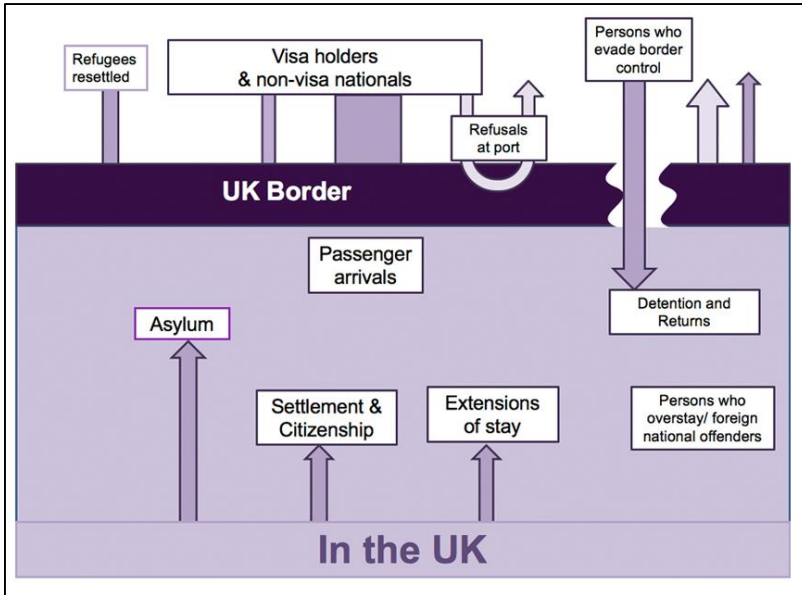 Refugees
resettled
Visa holders
& non-visa nationals
Persons who
evade border
control
Refusals
at port
UK Border
Passenger
arrivals
Detention and
Returns
Asylum
Settlement &
Citizenship
Extensions
of stay
Persons who
overstay/ foreign
national offenders
In the UK